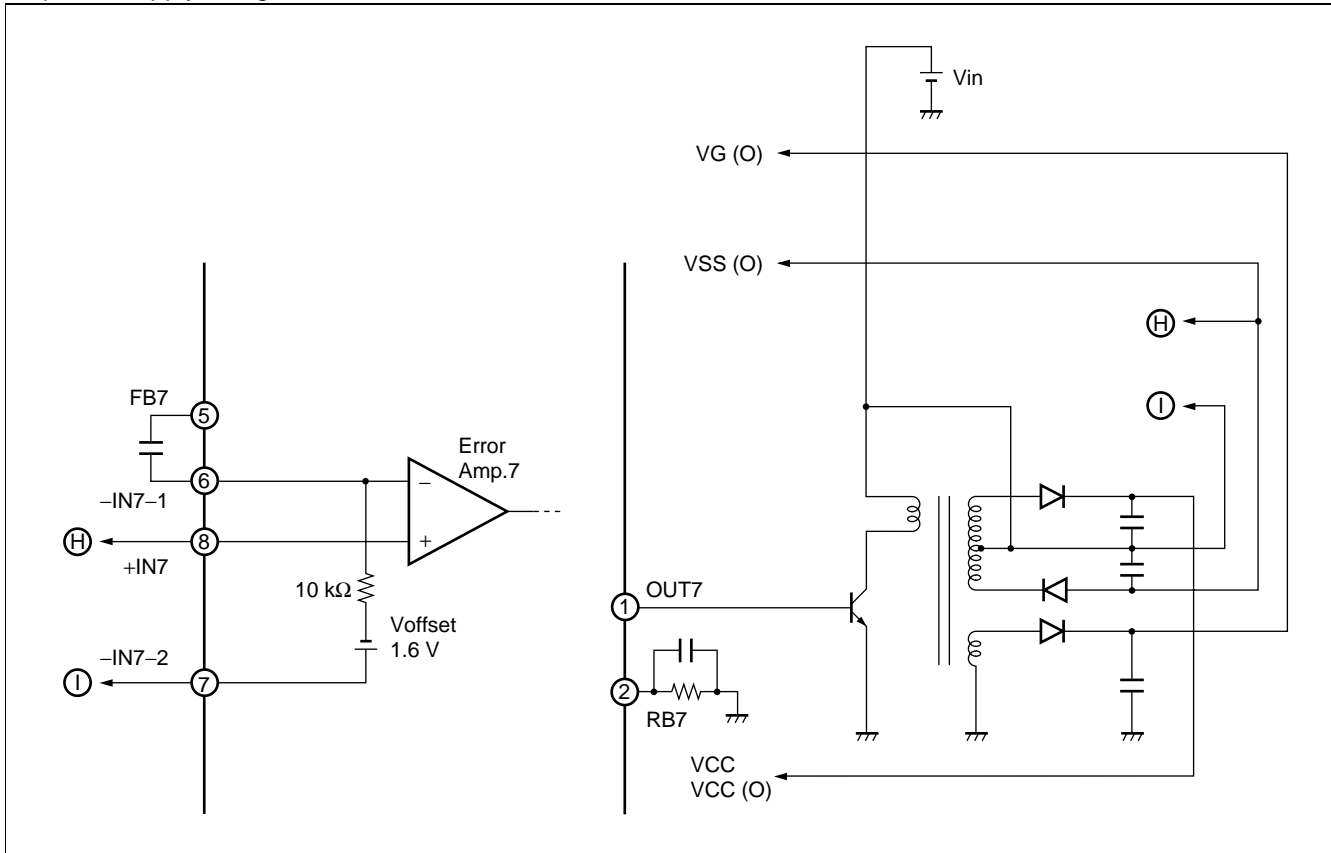 Vin
VG (O)
VSS (O)
H
I
FB7
5
Error
Amp.7
6
−
−IN7−1
H
8
+
+IN7
10 kΩ
OUT7
1
Voffset
1.6 V
−IN7−2
I
7
2
RB7
VCC
VCC (O)